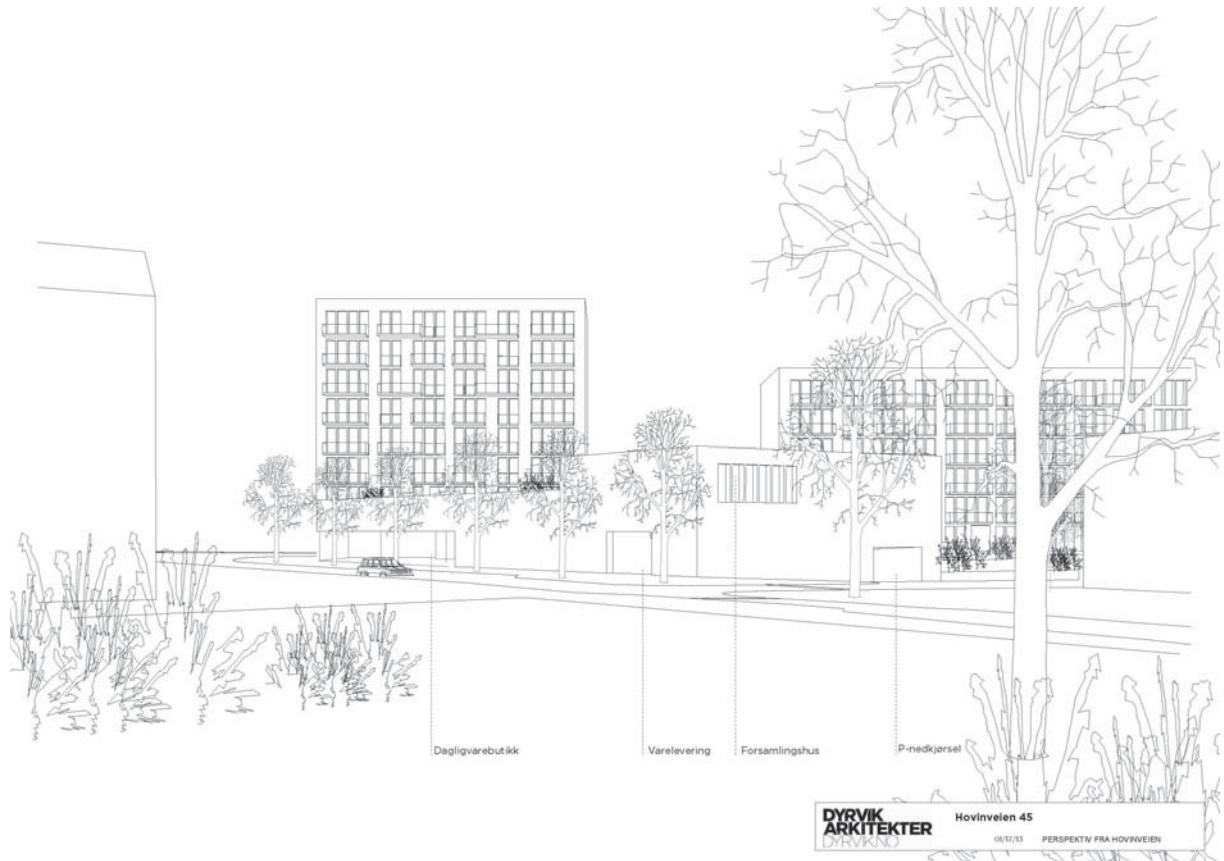 Dagligvarebutikk
Varelevering
Forsamlingshus
P-nedkjørsel
DYRVIK
ARKITEKTER
DYRVIK.NO
Hovinveien 45
PERSPEKTIV FRA HOVINVEIEN